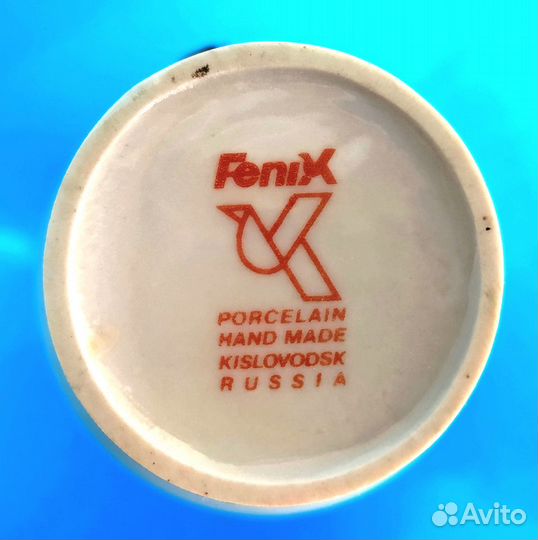 FeniX
PORCELAIN
HAND MADE
KISLOVODSK
RUSSIA
Avito